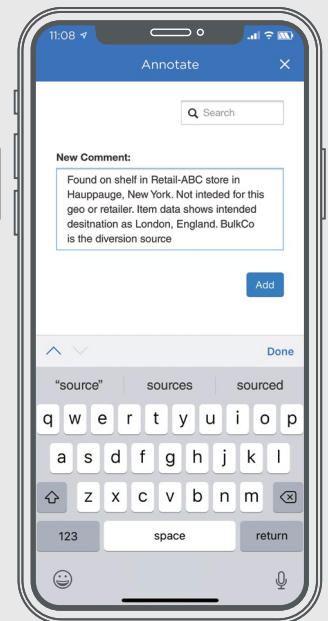 11:08
Annotate
Search
New Comment:
Found on shelf in Retail-ABC store in
Hauppauge, New York. Not inteded for this
geo or retailer. Item data shows intended
desitnation as London, England. BulkCo
is the diversion source
Add
Done
"source" sources sourced
q w e r t y u i o p
a s d f g h j k l
z x c v b n m
123 space return